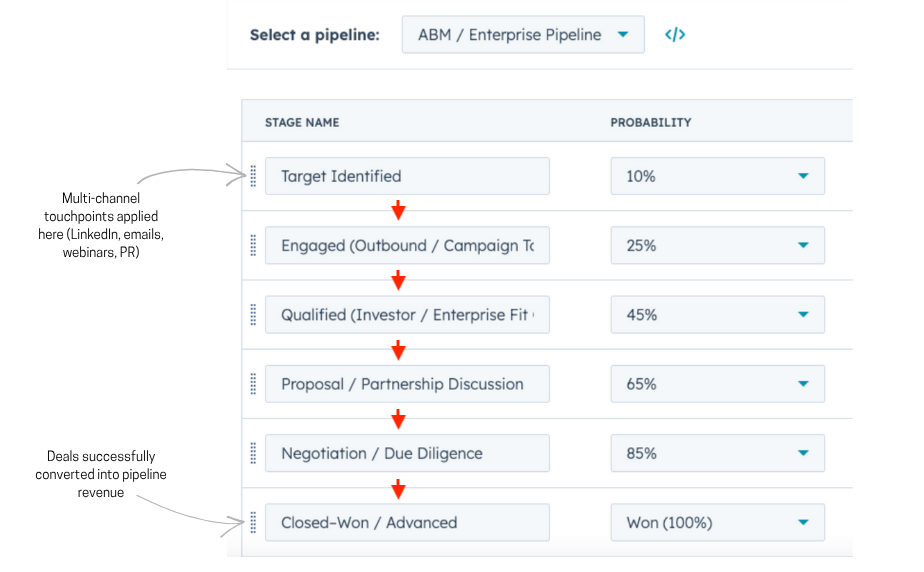 Select a pipeline:
ABM / Enterprise Pipeline
</>
STAGE NAME
PROBABILITY
Target Identified
10%
Multi-channel
touchpoints applied
here (LinkedIn, emails,
webinars, PR)
Engaged (Outbound / Campaign
25%
Qualified (Investor / Enterprise Fit
45%
Proposal / Partnership Discussion
65%
Negotiation / Due Diligence
85%
Deals successfully
converted into pipeline
revenue
Closed–Won / Advanced
Won (100%)